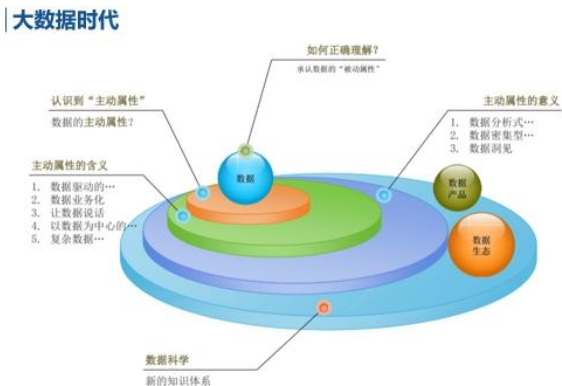 大数据时代
如何正确理解?
承认数据的“被动属性”
认识到“主动属性”
数据的主动属性?
主动属性的意义
1. 数据分析式…
2. 数据密集型…
3. 数据洞见
数据
数据
产品
主动属性的含义
1. 数据驱动的…
2. 数据业务化
3. 让数据说话
4. 以数据为中心的…
5. 复杂数据…
数据
生态
数据科学
新的知识体系